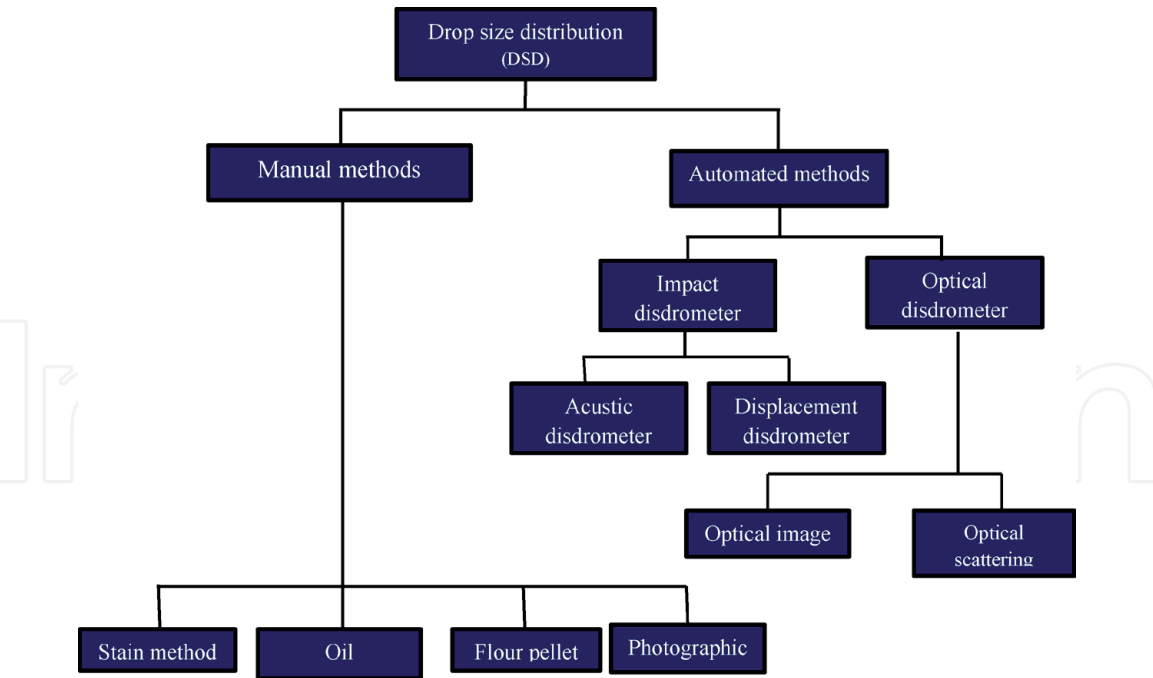 Drop size distribution
(DSD)
Manual methods
Automated methods
Impact
disdrometer
Optical
disdrometer
Acustic
disdrometer
Displacement
disdrometer
Optical image
Optical
scattering
Stain method
Oil
Flour pellet
Photographic